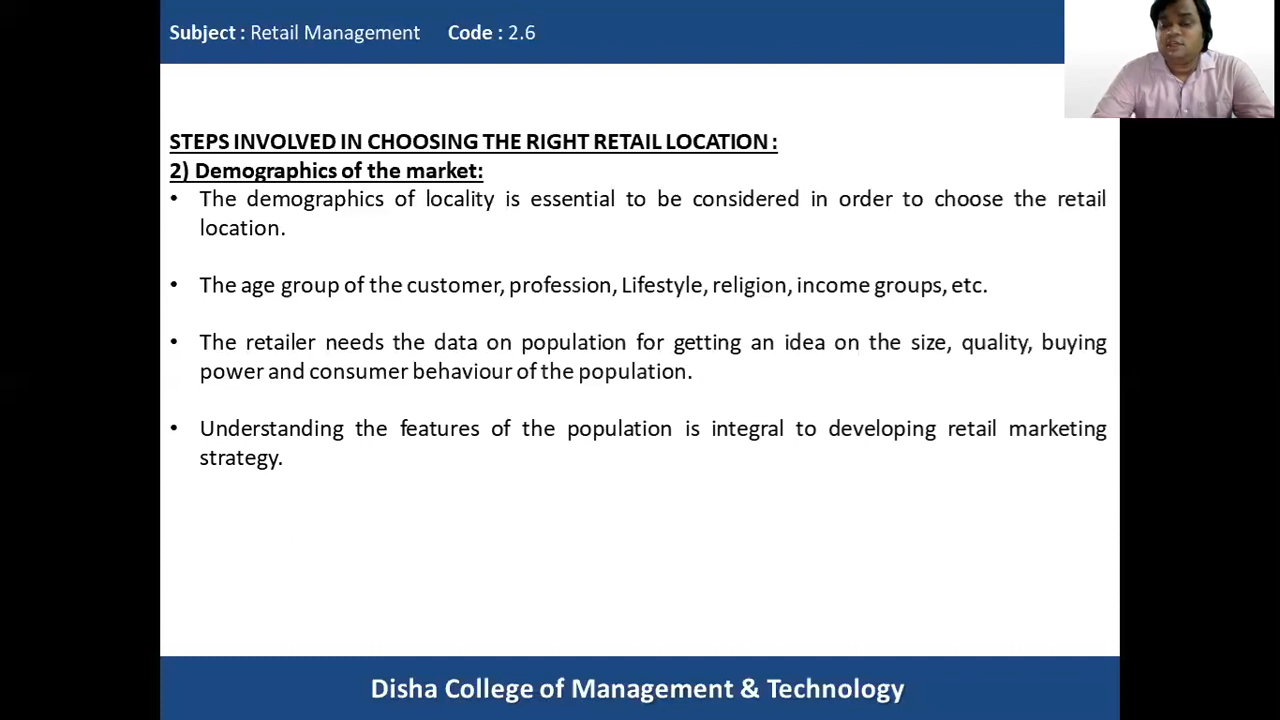 Subject : Retail Management Code : 2.6
STEPS INVOLVED IN CHOOSING THE RIGHT RETAIL LOCATION :
2) Demographics of the market:
• The demographics of locality is essential to be considered in order to choose the retail
location.
• The age group of the customer, profession, Lifestyle, religion, income groups, etc.
• The retailer needs the data on population for getting an idea on the size, quality, buying
power and consumer behaviour of the population.
• Understanding the features of the population is integral to developing retail marketing
strategy.
Disha College of Management & Technology